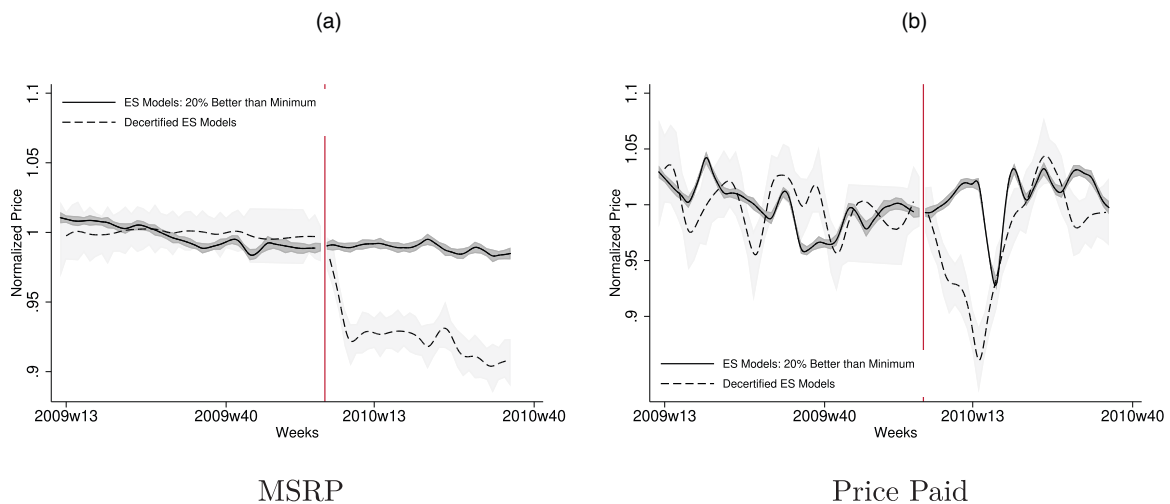 (a)
Normalized Price
1.1
1.05
1
.95
.9
ES Models: 20% Better than Minimum
Decertified ES Models
2009w13
2009w40
2010w13
2010w40
Weeks
MSRP
(b)
Normalized Price
1.1
1.05
1
.95
.9
ES Models: 20% Better than Minimum
Decertified ES Models
2009w13
2009w40
2010w13
2010w40
Weeks
Price Paid